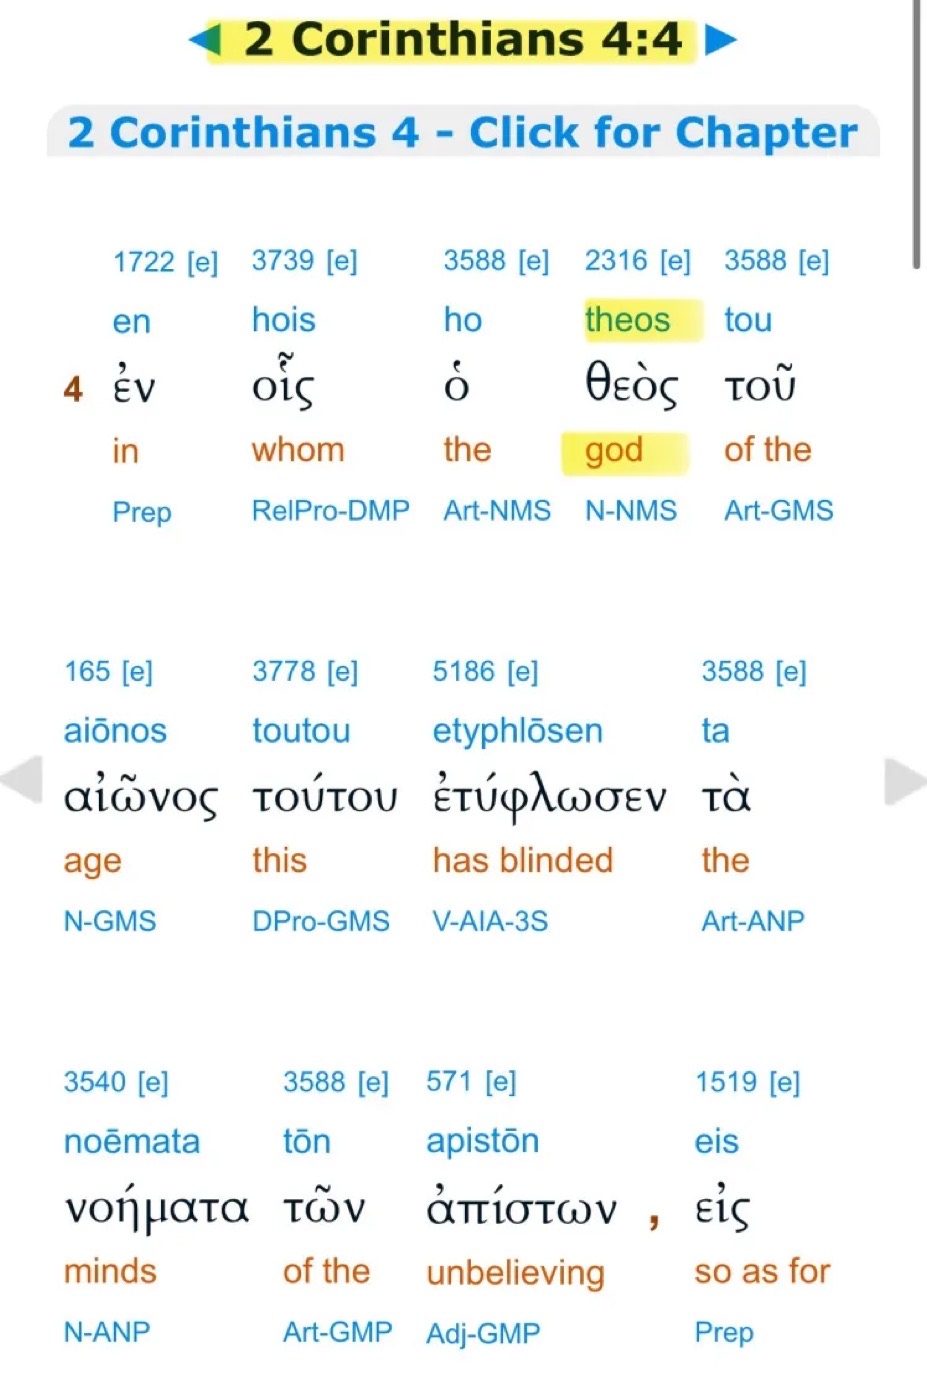 2 Corinthians 4:4
2 Corinthians 4 - Click for Chapter
1722 [e] 3739 [e] 3588 [e] 2316 [e] 3588 [e]
en hois ho theos tou
4 ἐν οἷς ὁ θεὸς τοῦ
in whom the god of the
Prep RelPro-DMP Art-NMS N-NMS Art-GMS
165 [e] 3778 [e] 5186 [e] 3588 [e]
aiōnos toutou etyphlōsen ta
αἰῶνος τούτου ἐτύφλωσεν τὰ
age this has blinded the
N-GMS DPro-GMS V-AIA-3S Art-ANP
3540 [e] 3588 [e] 571 [e] 1519 [e]
noēmata tōn apistōn eis
νοήματα τῶν ἀπίστων , εἰς
minds of the unbelieving so as for
N-ANP Art-GMP Adj-GMP Prep